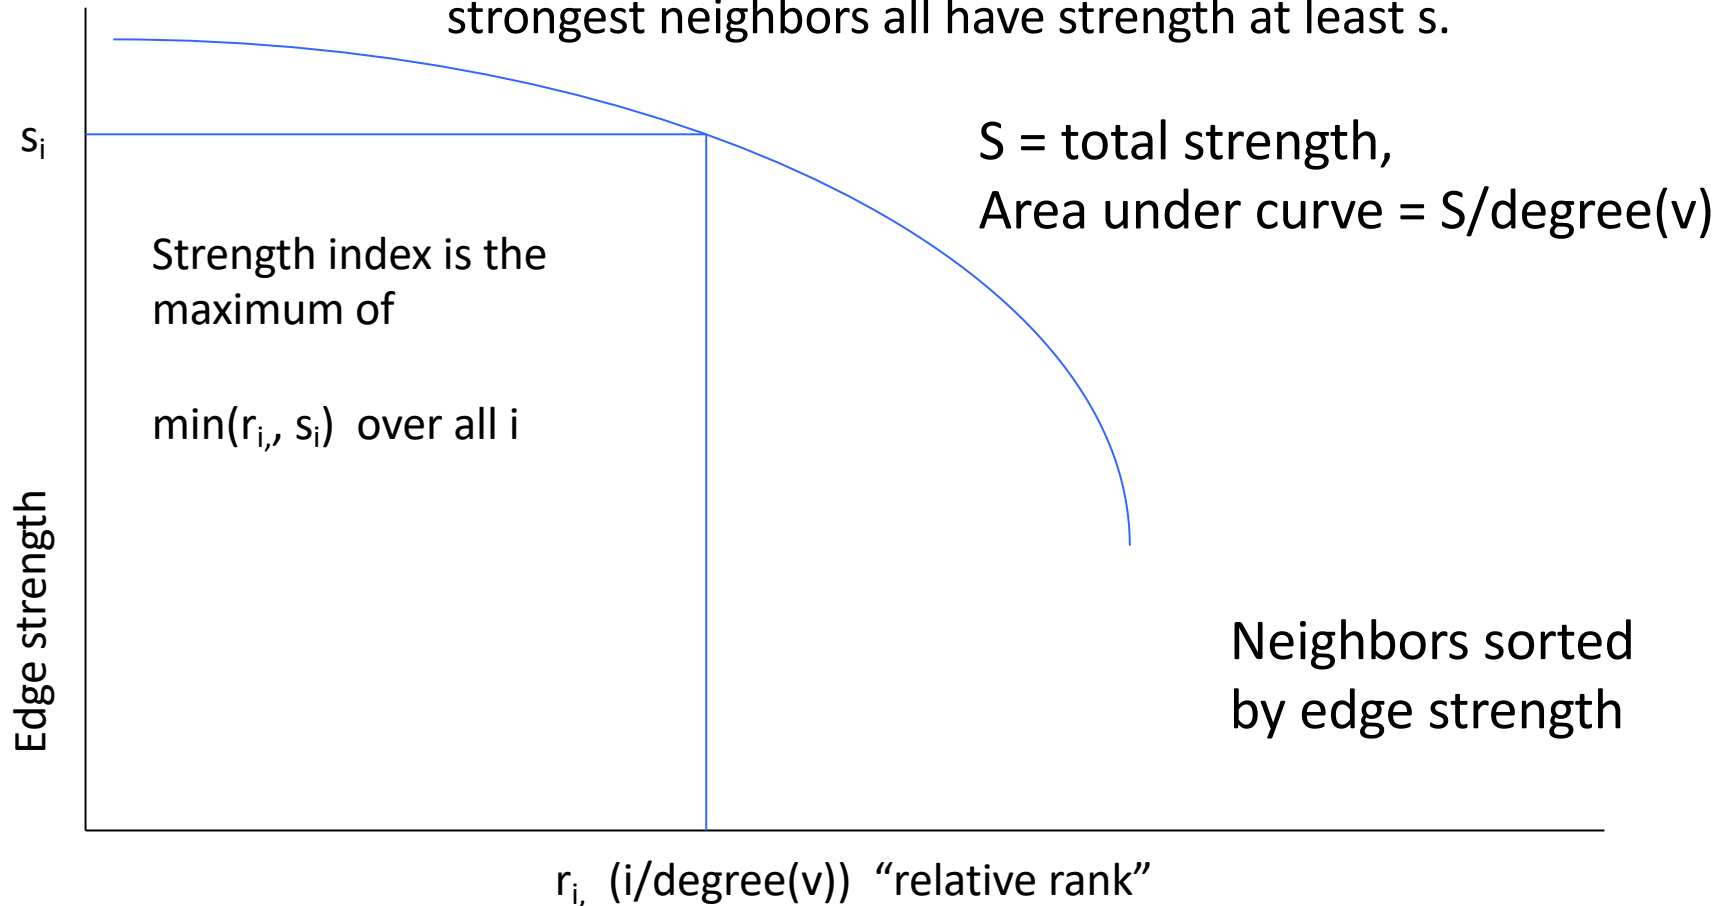 strongest neighbors all have strength at least s.
S = total strength,
Area under curve = S/degree(v)
sᵢ
Strength index is the
maximum of
min(rᵢ,, sᵢ) over all i
Edge strength
Neighbors sorted
by edge strength
rᵢ, (i/degree(v)) “relative rank”